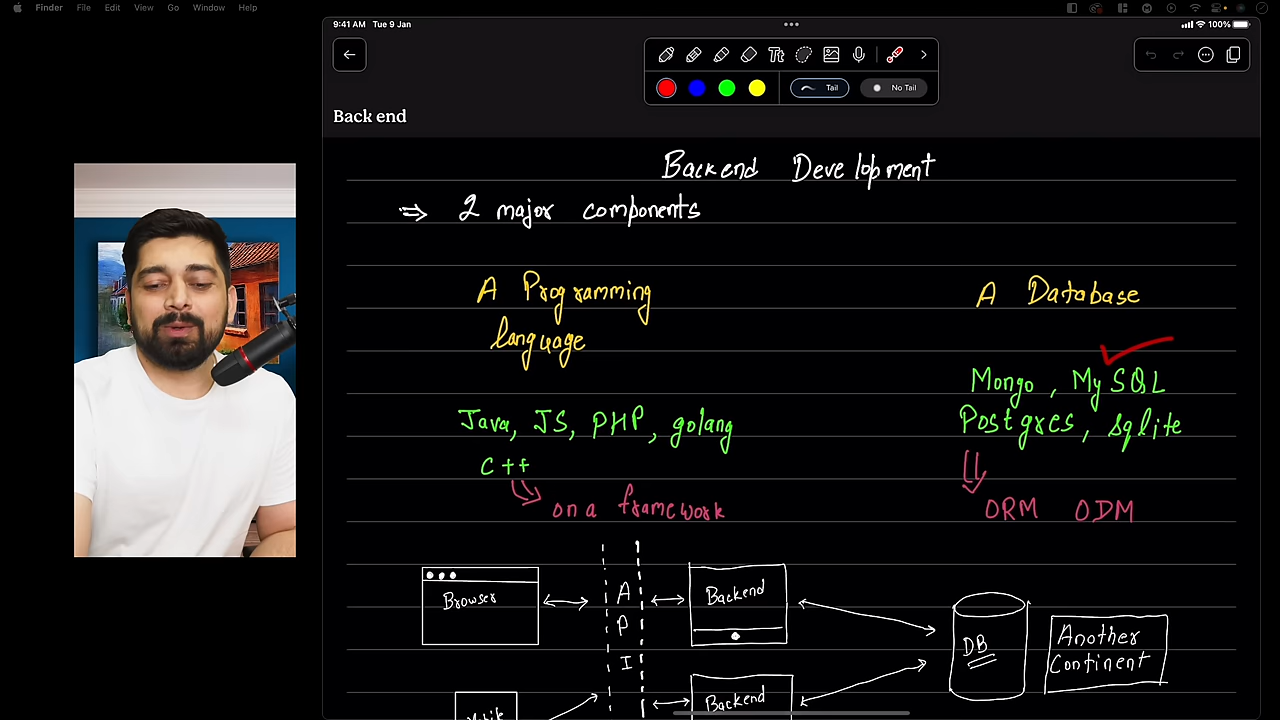 Finder File Edit View Go Window Help
9:41 AM Tue 9 Jan
100%
Tt
Tail No Tail
Back end
Backend Development
⇒ 2 major components
A Programming
language
A Database
Mongo, MySQL
Postgres, sqlite
Java, JS, PHP, golang
C++
on a framework
ORM ODM
Browser
A
P
I
Backend
DB
Another
Continent
Backend